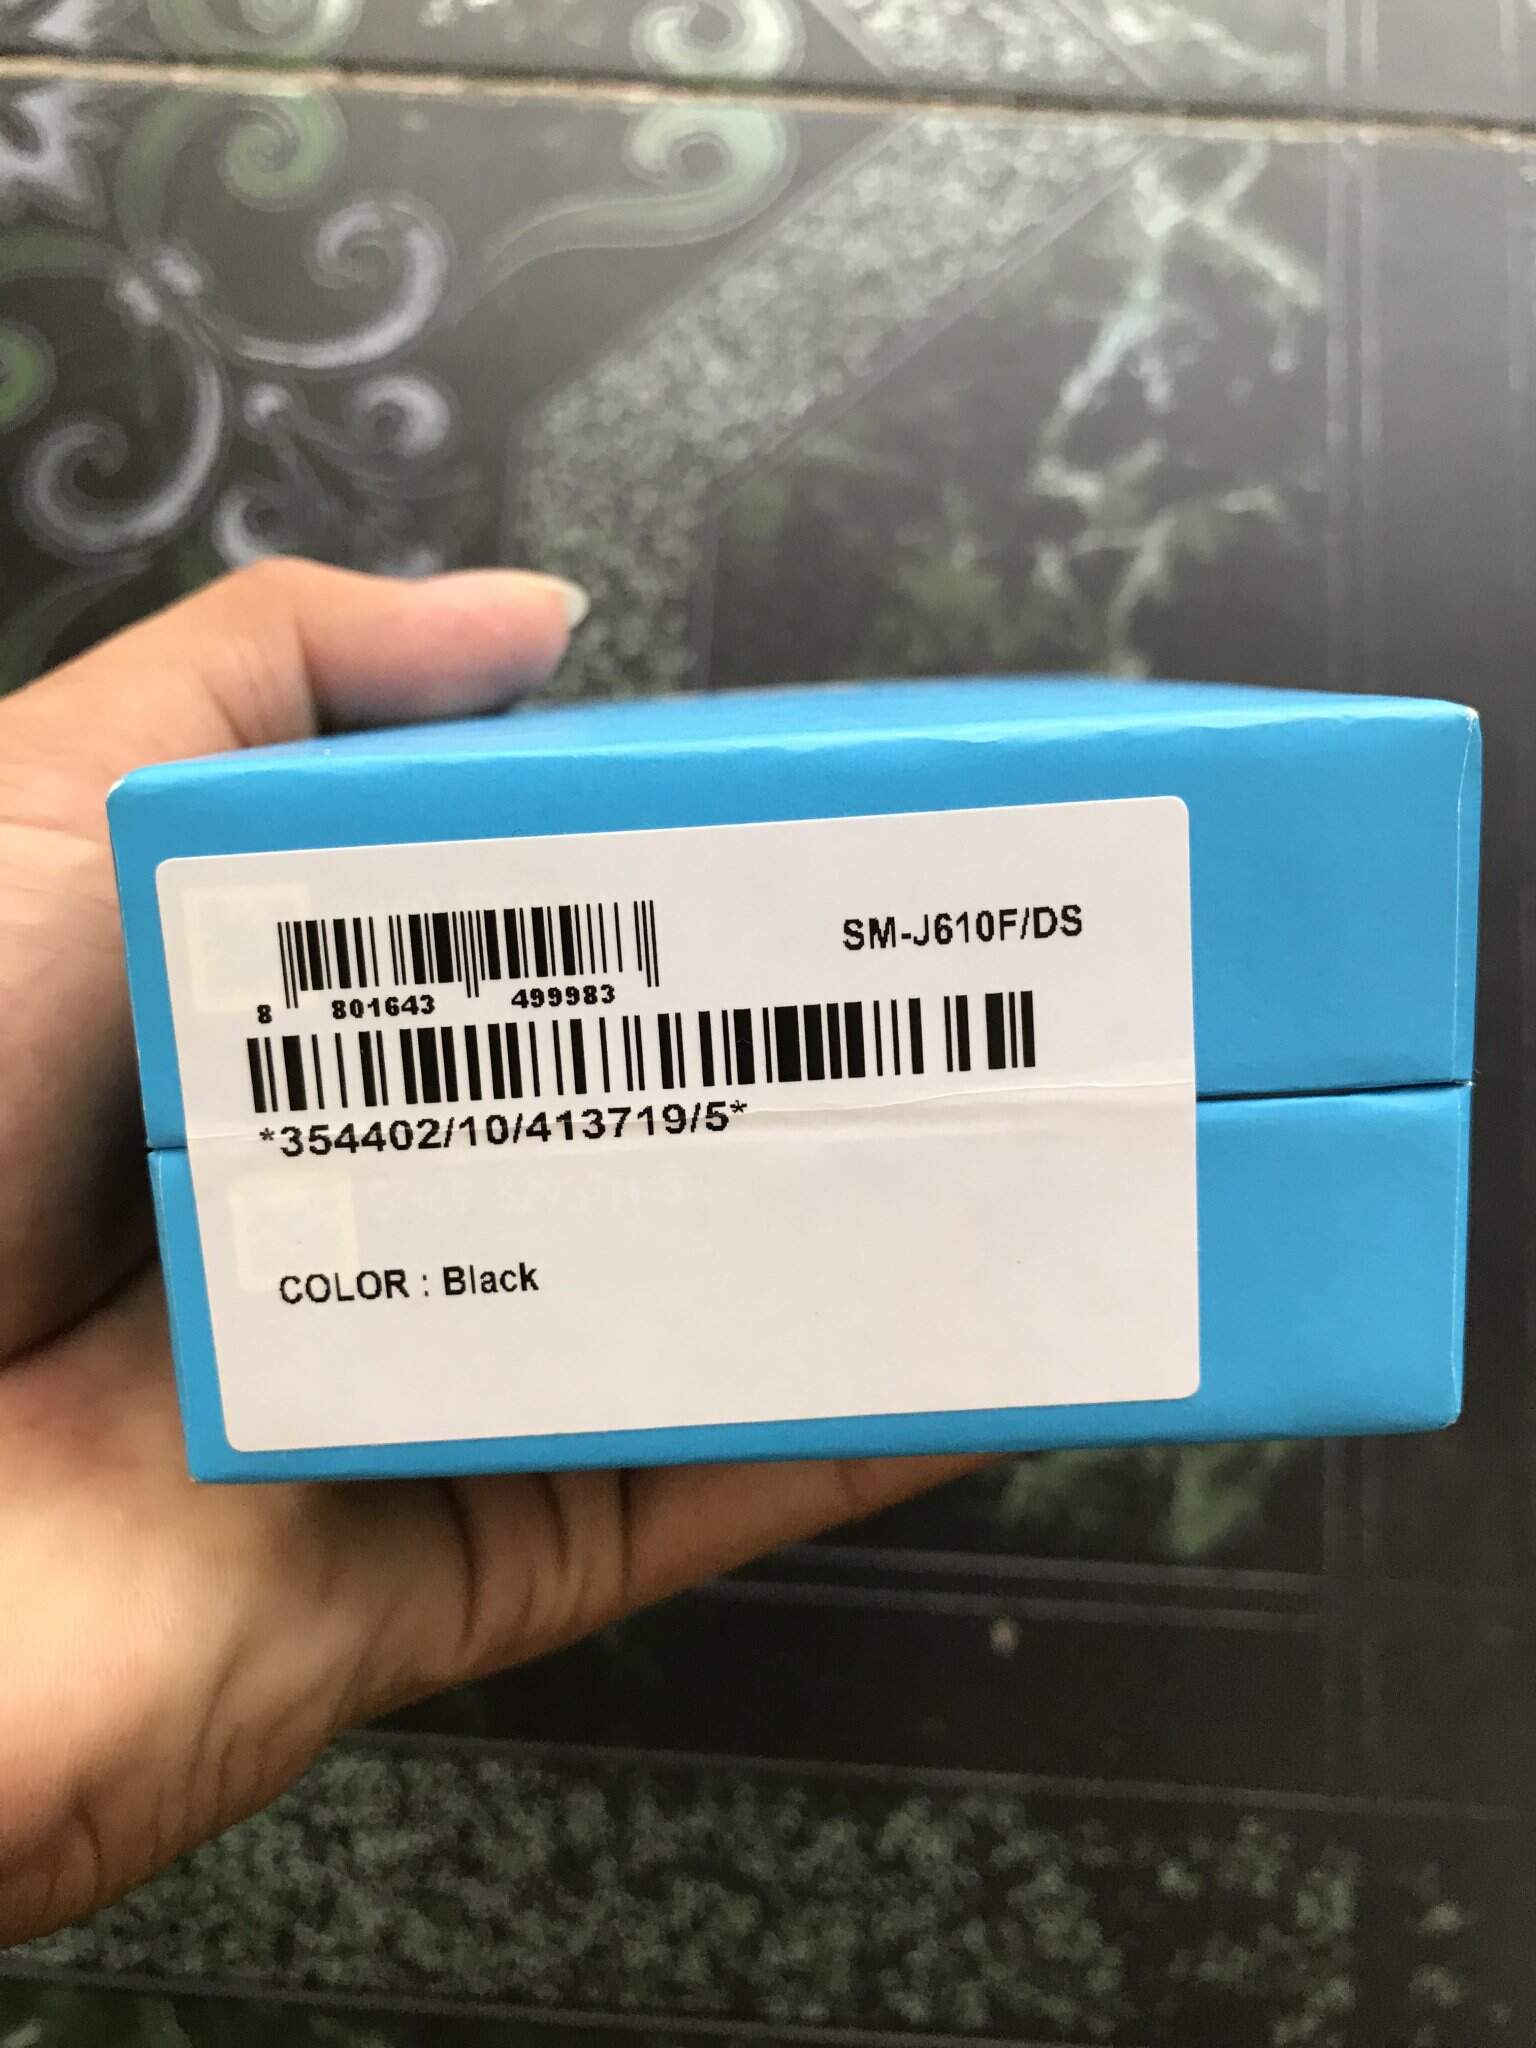 SM-J610F/DS
8 801643 499983
*354402/10/413719/5*
COLOR : Black